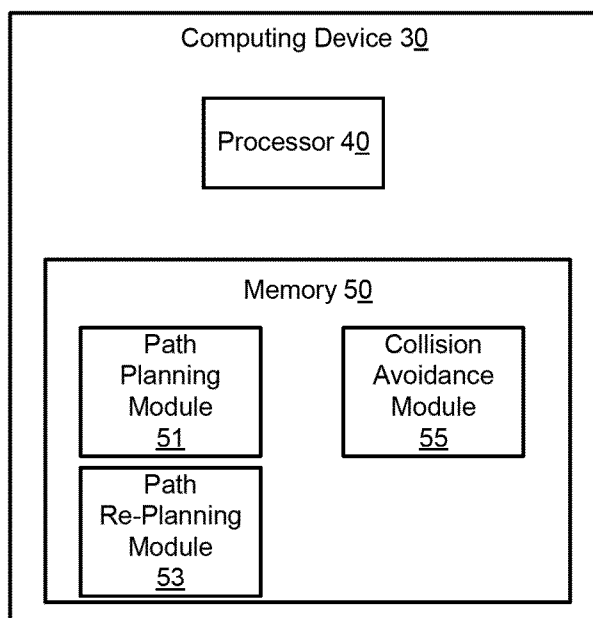 Computing Device 30
Processor 40
Memory 50
Path
Planning
Module
51
Collision
Avoidance
Module
55
Path
Re-Planning
Module
53